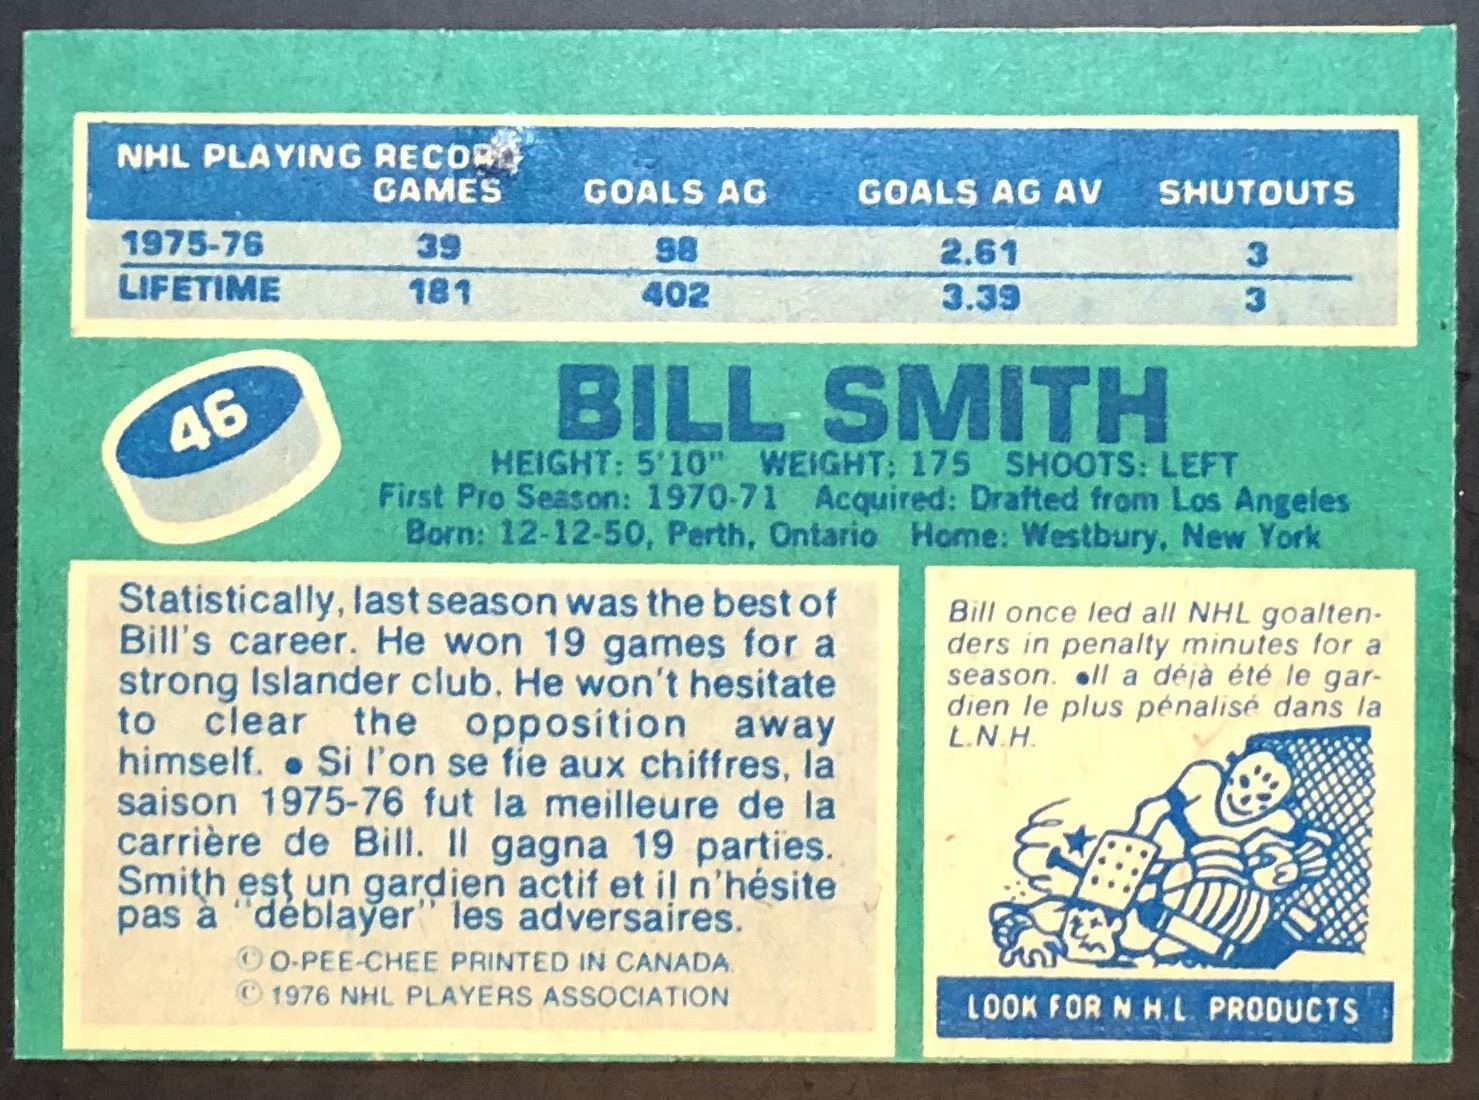 NHL PLAYING RECORD
GAMES GOALS AG GOALS AG AV SHUTOUTS
1975-76 39 98 2.61 3
LIFETIME 181 402 3.39 3
46
BILL SMITH
HEIGHT: 5'10" WEIGHT: 175 SHOOTS: LEFT
First Pro Season: 1970-71 Acquired: Drafted from Los Angeles
Born: 12-12-50, Perth, Ontario Home: Westbury, New York
Statistically, last season was the best of
Bill's career. He won 19 games for a
strong Islander club. He won't hesitate
to clear the opposition away
himself. • Si l'on se fie aux chiffres, la
saison 1975-76 fut la meilleure de la
carrière de Bill. Il gagna 19 parties.
Smith est un gardien actif et il n'hésite
pas à "déblayer" les adversaires.
© O-PEE-CHEE PRINTED IN CANADA
© 1976 NHL PLAYERS ASSOCIATION
Bill once led all NHL goalten-
ders in penalty minutes for a
season. •Il a déjà été le gar-
dien le plus pénalisé dans la
L.N.H.
LOOK FOR N.H.L. PRODUCTS